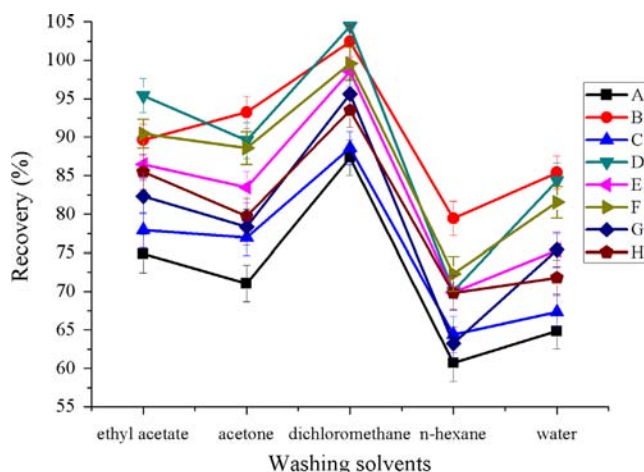 105
100
95
90
85
80
75
70
65
60
55
Recovery (%)
A
B
C
D
E
F
G
H
ethyl acetate acetone dichloromethane n-hexane water
Washing solvents